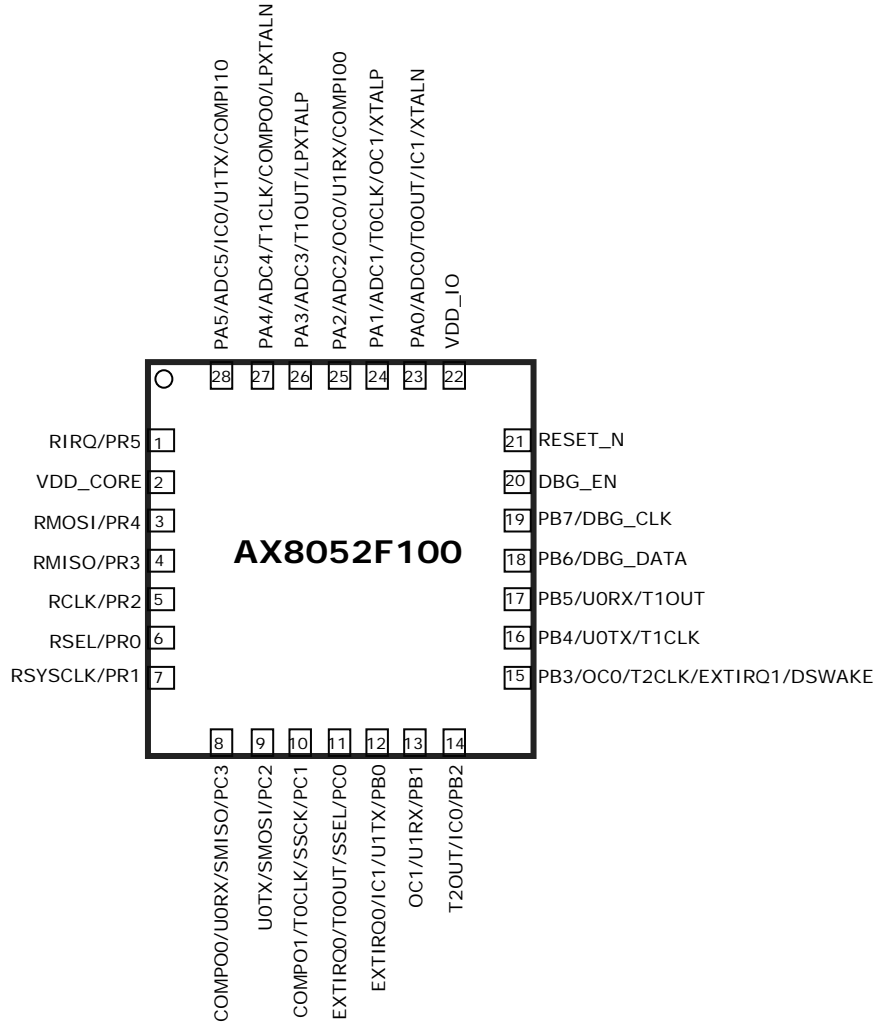 PA5/ADC5/IC0/U1TX/COMPI10
PA4/ADC4/T1CLK/COMPO0/LPXTALN
PA3/ADC3/T1OUT/LPXTALP
PA2/ADC2/OC0/U1RX/COMPI00
PA1/ADC1/T0CLK/OC1/XTALP
PA0/ADC0/T0OUT/IC1/XTALN
VDD_IO
28
27
26
25
24
23
22
RIRQ/PR5
1
VDD_CORE
2
RMOSI/PR4
3
RMISO/PR3
4
RCLK/PR2
5
RSEL/PR0
6
RSYSCLK/PR1
7
AX8052F100
21
RESET_N
20
DBG_EN
19
PB7/DBG_CLK
18
PB6/DBG_DATA
17
PB5/U0RX/T1OUT
16
PB4/U0TX/T1CLK
15
PB3/OC0/T2CLK/EXTIRQ1/DSWAKE
8
9
10
11
12
13
14
COMPO0/U0RX/SMISO/PC3
U0TX/SMOSI/PC2
COMPO1/T0CLK/SSCK/PC1
EXTIRQ0/T0OUT/SSEL/PC0
EXTIRQ0/IC1/U1TX/PB0
OC1/U1RX/PB1
T2OUT/IC0/PB2